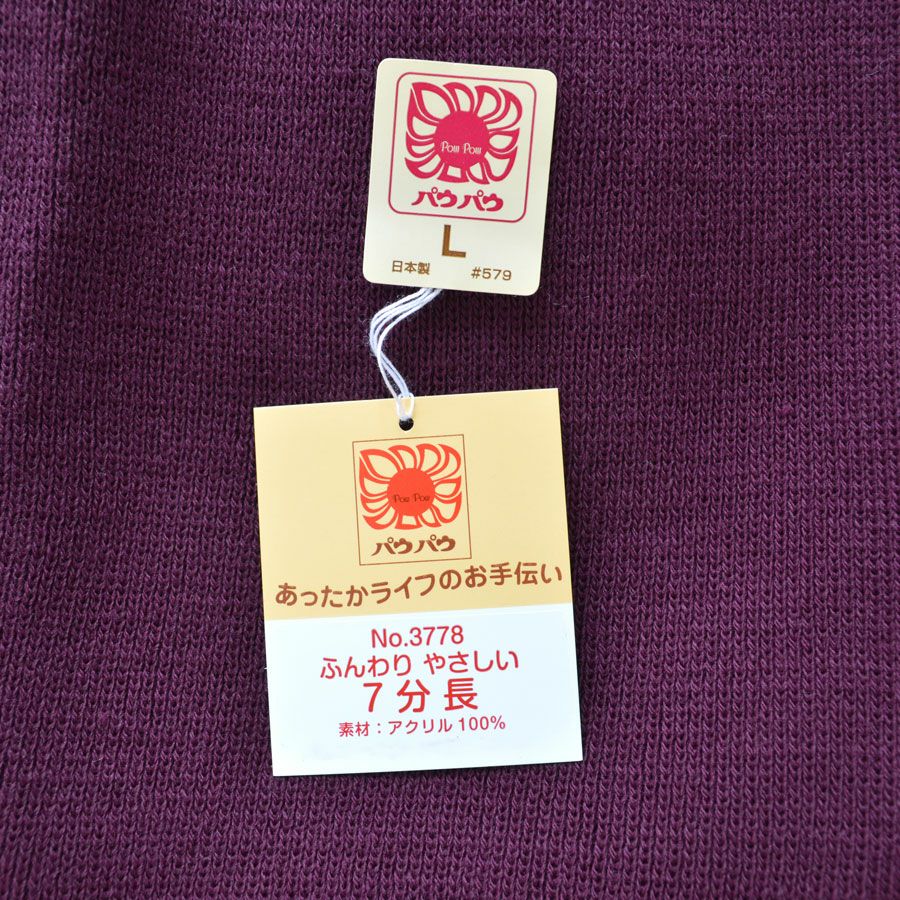 Pow Pow
パウパウ
L
日本製 #579
Pow Pow
パウパウ
あったかライフのお手伝い
No.3778
ふんわり やさしい
7分長
素材:アクリル100%